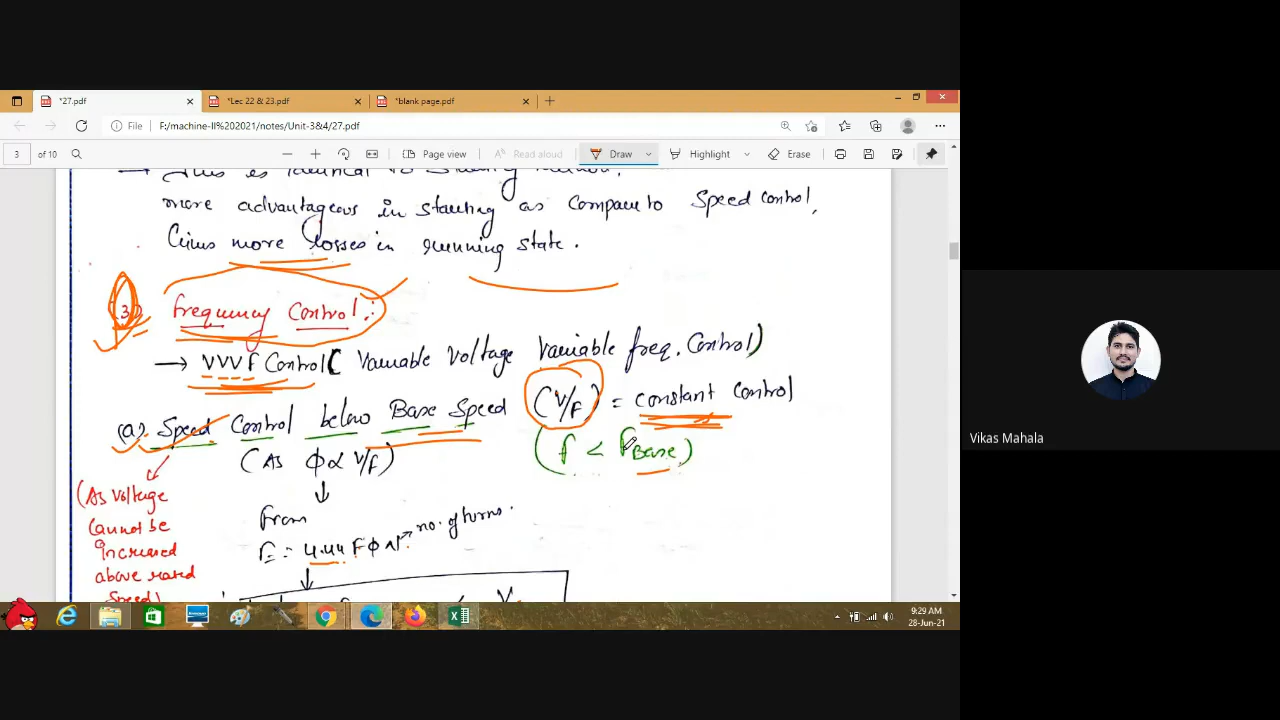 *27.pdf
*Lec 22 & 23.pdf
*blank page.pdf
File
F:/machine-II%202021/notes/Unit-3&4/27.pdf
3
of 10
Page view
Read aloud
Draw
Highlight
Erase
more advantageous in starting as compare to Speed control,
more losses in running state.
(3) frequency Control :
→ VVVf Control ( Variable Voltage Variable freq. Control)
(a) Speed Control below Base Speed (V/F) = constant control
(As φ∝ V/f) (f < FBase)
(As Voltage
cannot be
increased
above rated
Speed)
From
E = 4.44 F φ N → no. of turns.
V
Vikas Mahala
9:29 AM
28-Jun-21